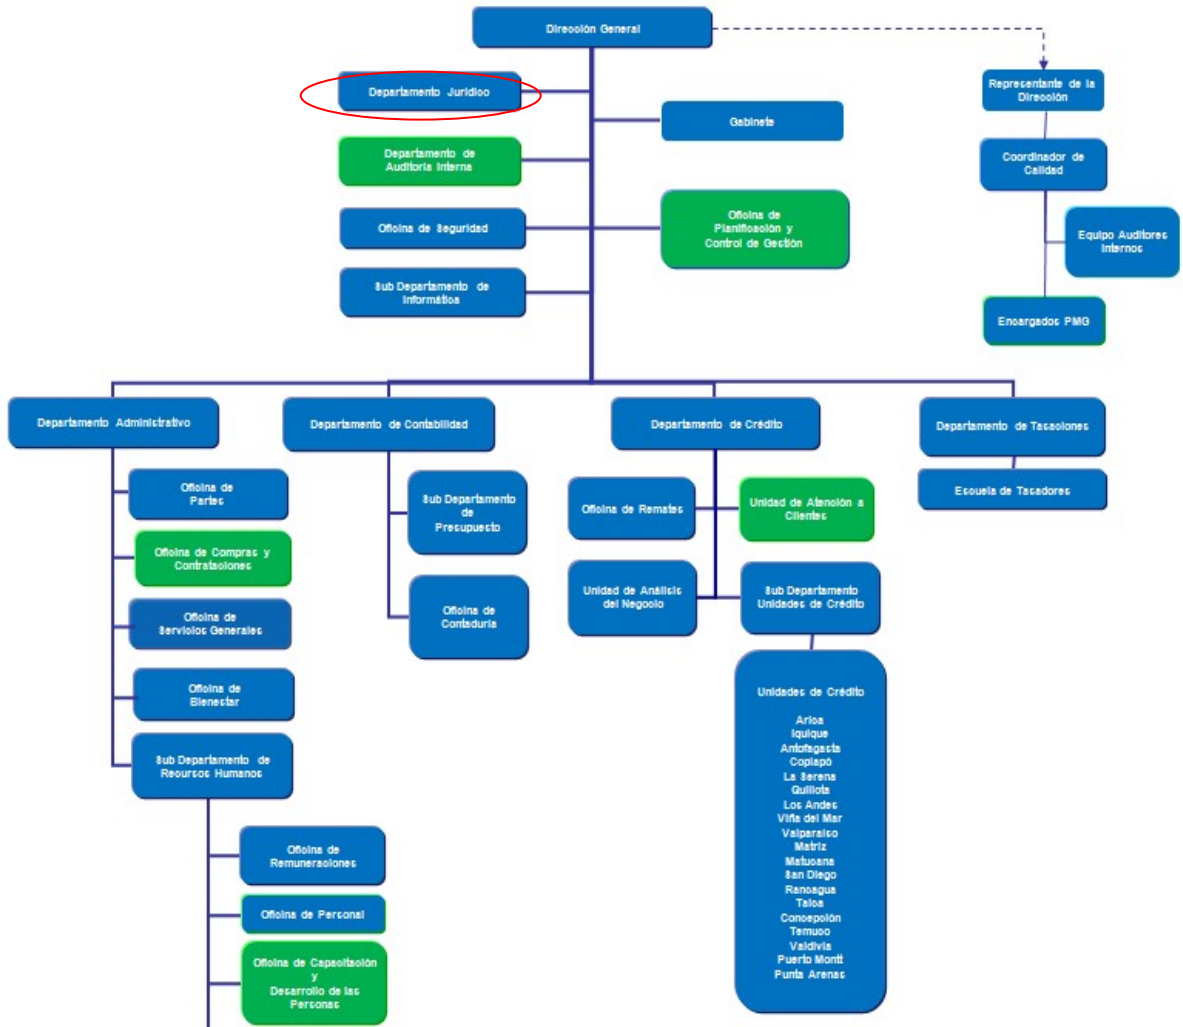 Dirección General
Departamento Jurídico
Representante de la
Dirección
Gabinete
Departamento de
Auditoría Interna
Coordinador de
Calidad
Oficina de Seguridad
Oficina de
Planificación y
Control de Gestión
Equipo Auditores
Internos
Sub Departamento de
Informática
Encargados PMG
Departamento Administrativo
Departamento de Contabilidad
Departamento de Crédito
Departamento de Tasaciones
Oficina de
Partes
Sub Departamento
de
Presupuesto
Oficina de Remates
Unidad de Atención a
Clientes
Escuela de Tasadores
Oficina de Compras y
Contrataciones
Oficina de
Servicios Generales
Oficina de
Contaduría
Unidad de Análisis
del Negocio
Sub Departamento
Unidades de Crédito
Oficina de
Bienestar
Sub Departamento de
Recursos Humanos
Unidades de Crédito
Arica
Iquique
Antofagasta
Copiapó
La Serena
Quillota
Los Andes
Viña del Mar
Valparaiso
Matriz
Matucana
San Diego
Rancagua
Talca
Concepción
Temuco
Valdivia
Puerto Montt
Punta Arenas
Oficina de
Remuneraciones
Oficina de Personal
Oficina de Capacitación
y
Desarrollo de las
Personas